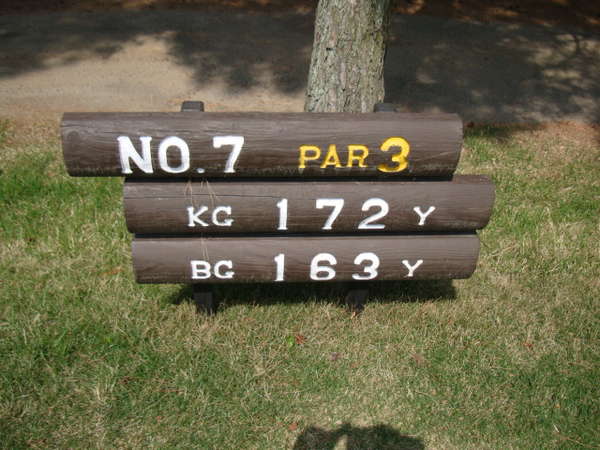 NO. 7 PAR 3
KG 172 Y
BG 163 Y